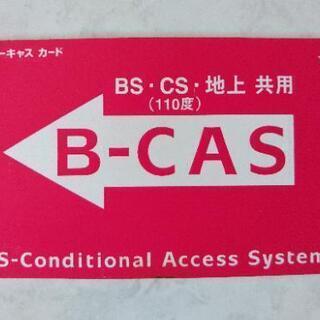 ーキャス カード
BS・CS・地上 共用
(110度)
B-CAS
S-Conditional Access System